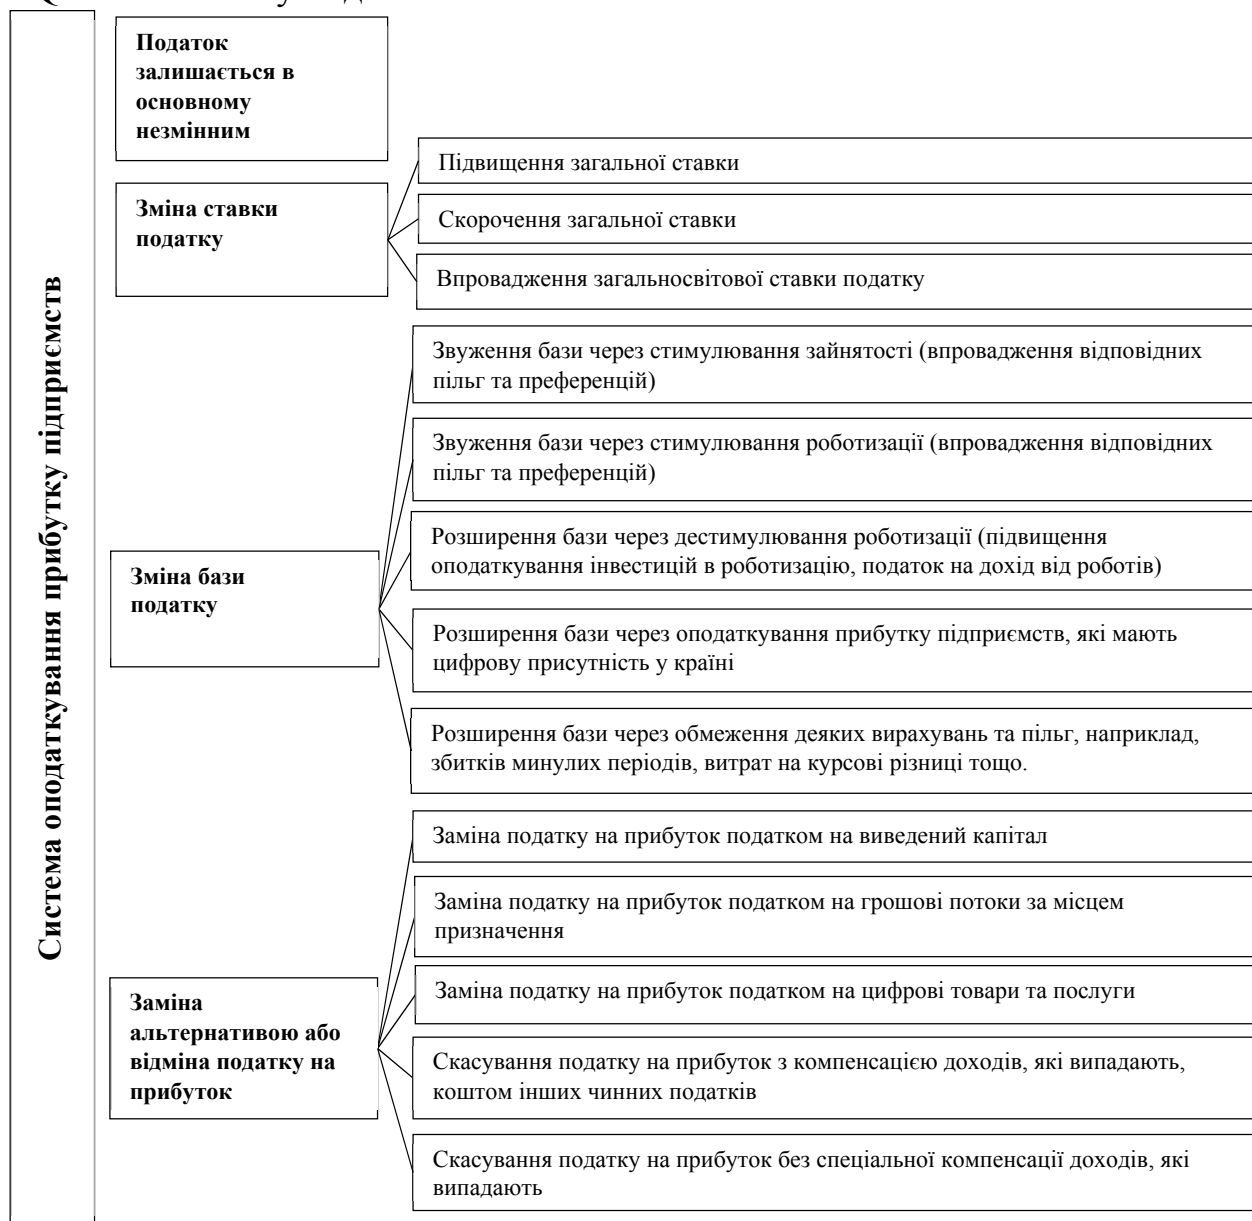 Система оподаткування прибутку підприємств
Податок
залишається в
основному
незмінним
Зміна ставки
податку
Підвищення загальної ставки
Скорочення загальної ставки
Впровадження загальносвітової ставки податку
Зміна бази
податку
Звуження бази через стимулювання зайнятості (впровадження відповідних
пільг та преференцій)
Звуження бази через стимулювання роботизації (впровадження відповідних
пільг та преференцій)
Розширення бази через дестимулювання роботизації (підвищення
оподаткування інвестицій в роботизацію, податок на дохід від роботів)
Розширення бази через оподаткування прибутку підприємств, які мають
цифрову присутність у країні
Розширення бази через обмеження деяких вирахувань та пільг, наприклад,
збитків минулих періодів, витрат на курсові різниці тощо.
Заміна
альтернативою або
відміна податку на
прибуток
Заміна податку на прибуток податком на виведений капітал
Заміна податку на прибуток податком на грошові потоки за місцем
призначення
Заміна податку на прибуток податком на цифрові товари та послуги
Скасування податку на прибуток з компенсацією доходів, які випадають,
коштом інших чинних податків
Скасування податку на прибуток без спеціальної компенсації доходів, які
випадають